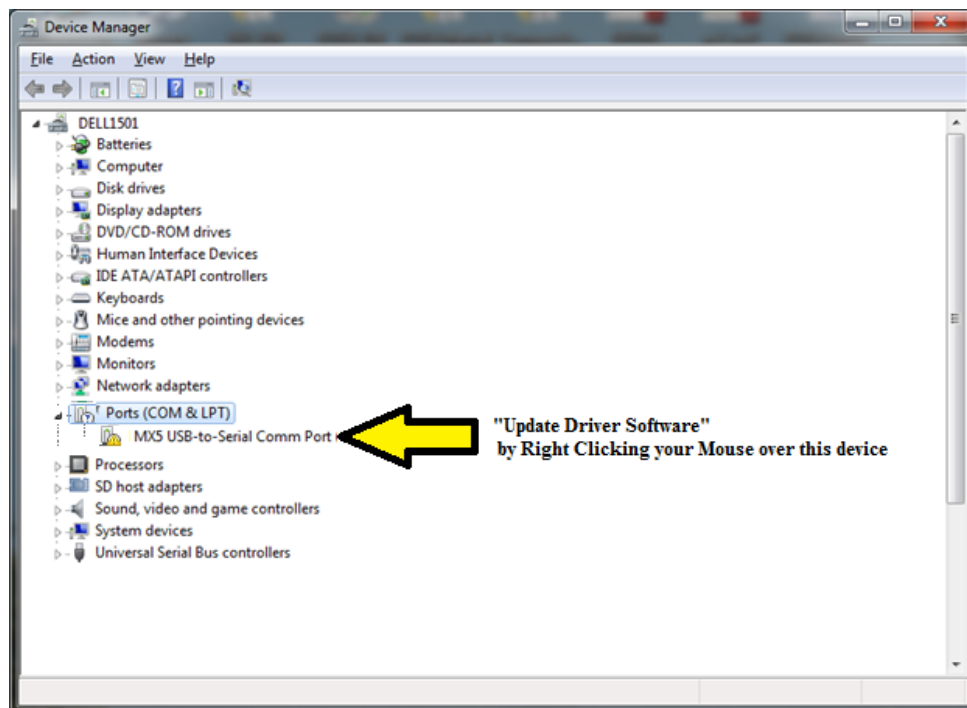 Device Manager
File Action View Help
DELL1501
Batteries
Computer
Disk drives
Display adapters
DVD/CD-ROM drives
Human Interface Devices
IDE ATA/ATAPI controllers
Keyboards
Mice and other pointing devices
Modems
Monitors
Network adapters
Ports (COM & LPT)
MX5 USB-to-Serial Comm Port
"Update Driver Software"
by Right Clicking your Mouse over this device
Processors
SD host adapters
Sound, video and game controllers
System devices
Universal Serial Bus controllers